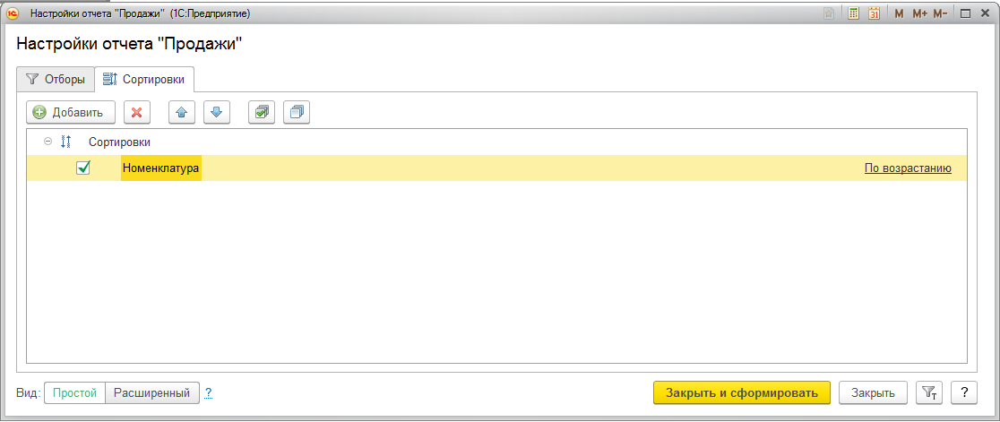 Настройки отчета "Продажи" (1С:Предприятие)
31 M M+ M-
Настройки отчета "Продажи"
Отборы Сортировки
Добавить
Сортировки
Номенклатура По возрастанию
Вид: Простой Расширенный ? Закрыть и сформировать Закрыть ?